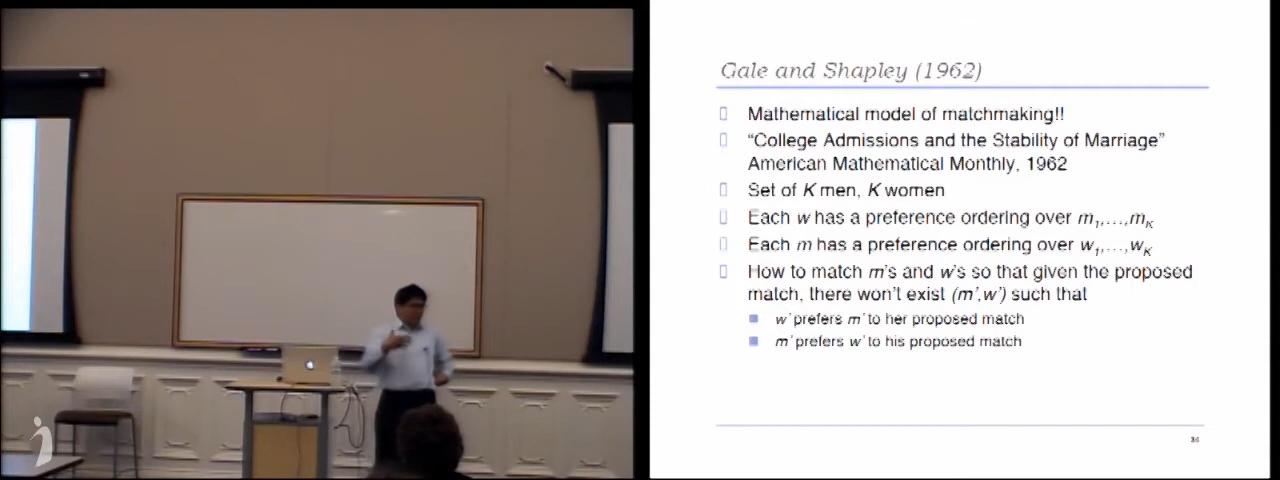 Gale and Shapley (1962)
Mathematical model of matchmaking!!
“College Admissions and the Stability of Marriage”
American Mathematical Monthly, 1962
Set of K men, K women
Each w has a preference ordering over m1,…,mK
Each m has a preference ordering over w1,…,wK
How to match m's and w's so that given the proposed
match, there won't exist (m',w') such that
w' prefers m' to her proposed match
m' prefers w' to his proposed match